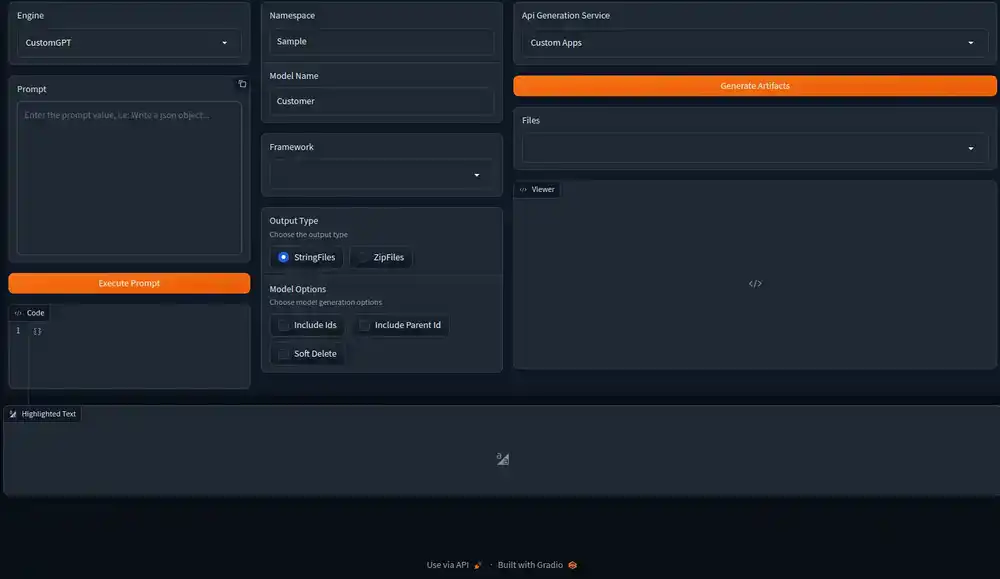 Engine
CustomGPT
Prompt
Enter the prompt value, i.e: Write a json object...
Execute Prompt
Code
1 {}
Namespace
Sample
Model Name
Customer
Framework
Output Type
Choose the output type
StringFiles
ZipFiles
Model Options
Choose model generation options
Include Ids
Include Parent Id
Soft Delete
Api Generation Service
Custom Apps
Generate Artifacts
Files
Viewer
</>
Highlighted Text
Use via API · Built with Gradio